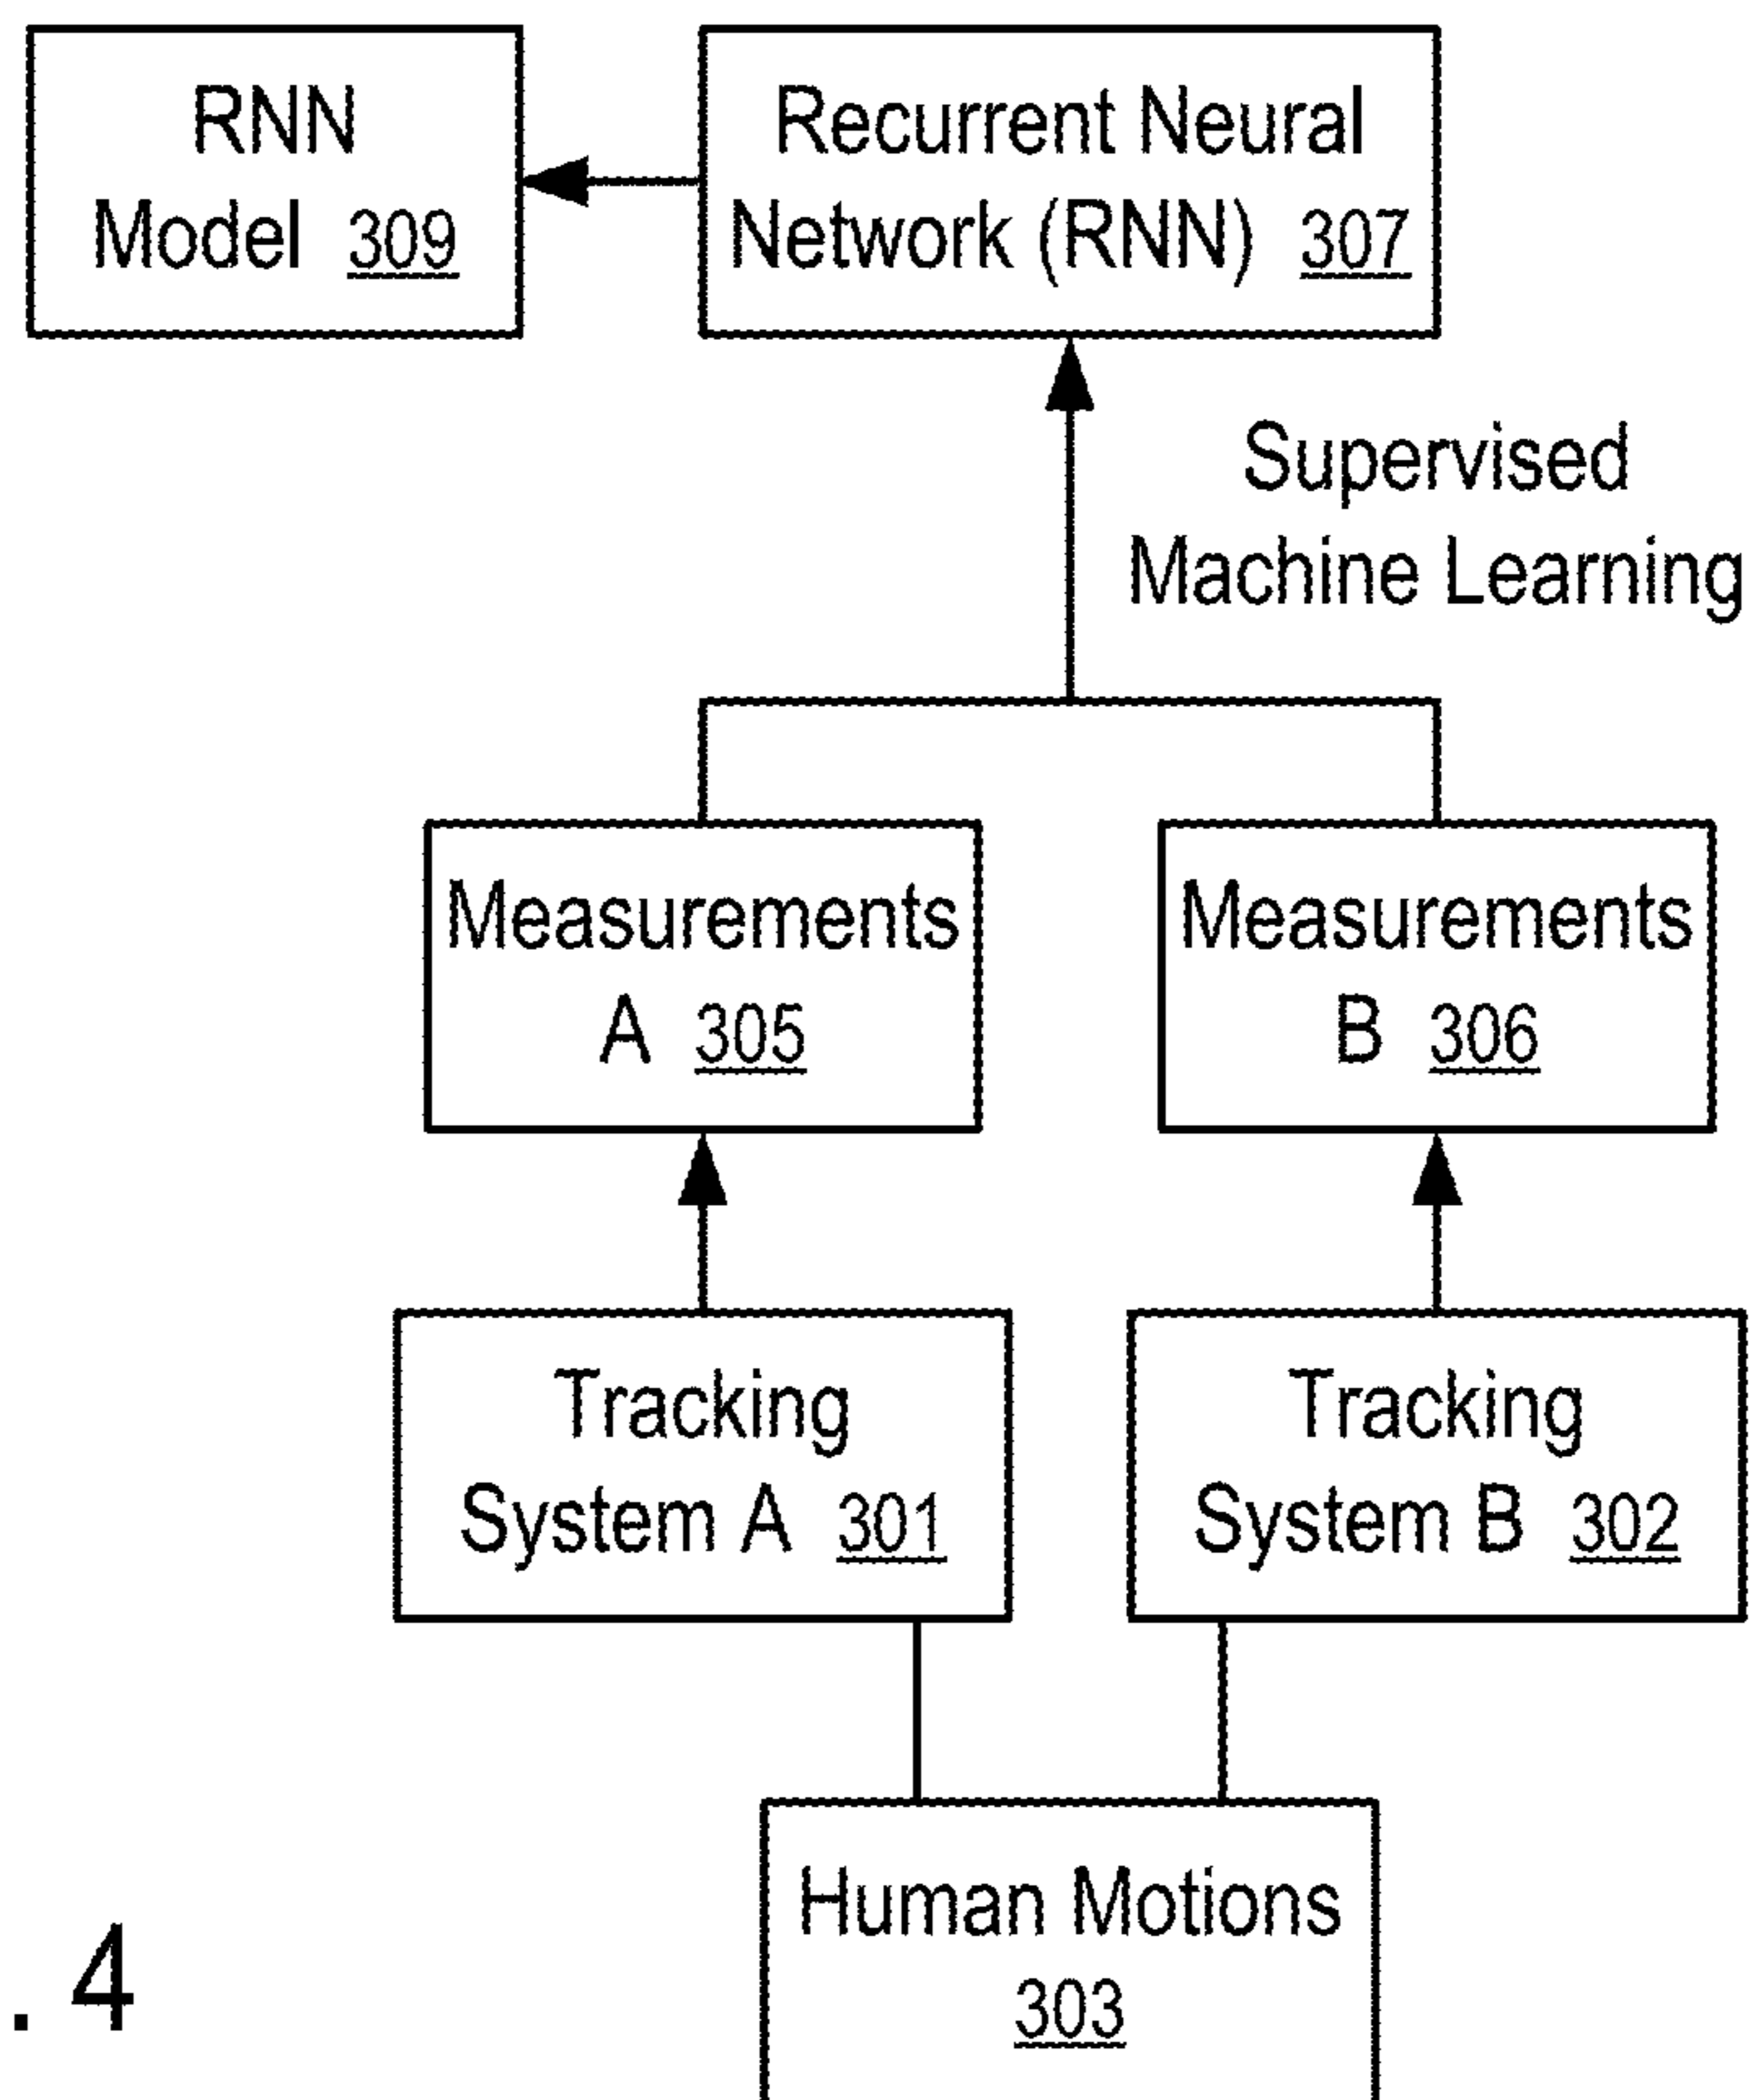 RNN
Model 309
Recurrent Neural
Network (RNN) 307
Supervised
Machine Learning
Measurements
A 305
Measurements
B 306
Tracking
System A 301
Tracking
System B 302
Human Motions
303
. 4